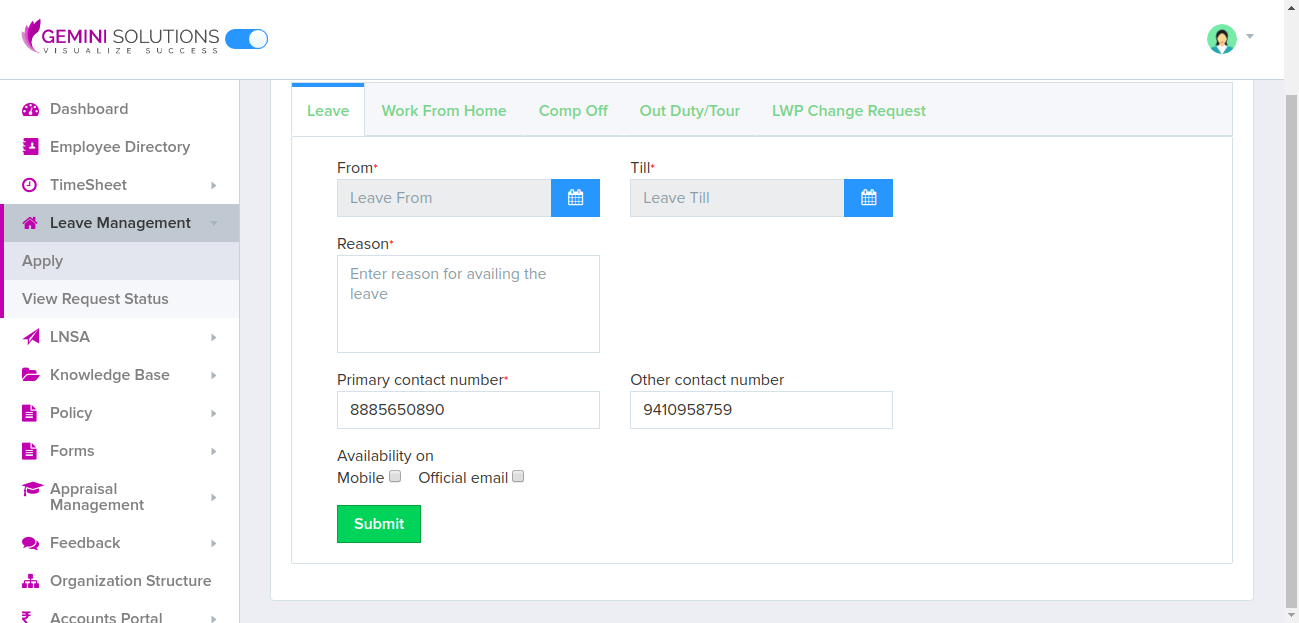 GEMINI SOLUTIONS
VISUALIZE SUCCESS
Dashboard
Employee Directory
TimeSheet
Leave Management
Apply
View Request Status
LNSA
Knowledge Base
Policy
Forms
Appraisal
Management
Feedback
Organization Structure
Accounts Portal
Leave Work From Home Comp Off Out Duty/Tour LWP Change Request
From* Till*
Leave From Leave Till
Reason*
Enter reason for availing the
leave
Primary contact number* Other contact number
8885650890 9410958759
Availability on
Mobile Official email
Submit